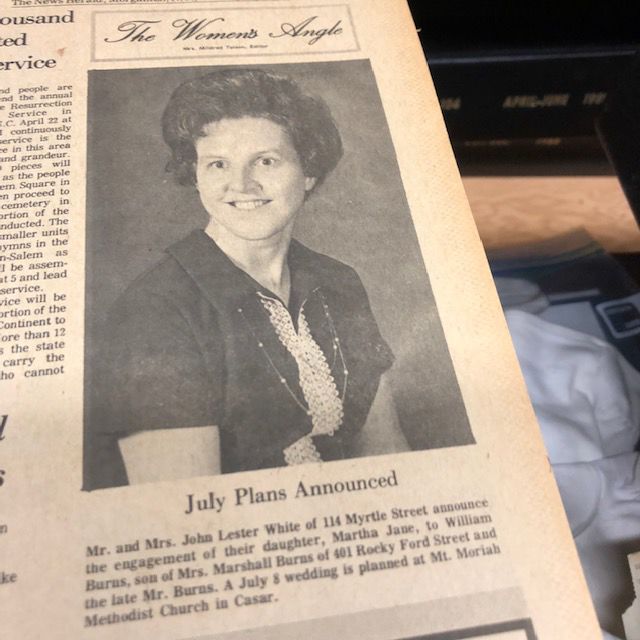 The News Herald,
ousand
ted
ervice
nd people are
end the annual
Resurrection
Service in
N.C. April 22 at
continuously
service is the
ce in this area
and grandeur.
pieces will
as the people
em Square in
en proceed to
cemetery in
ortion of the
onducted. The
smaller units
hymns in the
n-Salem as
ll be assem-
at 5 and lead
service.
vice will be
ortion of the
Continent to
ore than 12
s the state
carry the
ho cannot
The Women's Angle
Mrs. Mildred Editor
July Plans Announced
Mr. and Mrs. John Lester White of 114 Myrtle Street announce
the engagement of their daughter, Martha Jane, to William
Burns, son of Mrs. Marshall Burns of 401 Rocky Ford Street and
the late Mr. Burns. A July 8 wedding is planned at Mt. Moriah
Methodist Church in Casar.
APRIL-JUNE